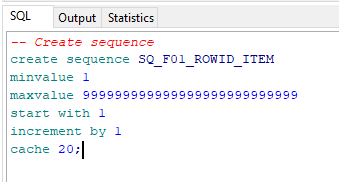 SQL Output Statistics
-- Create sequence
create sequence SQ_F01_ROWID_ITEM
minvalue 1
maxvalue 9999999999999999999999999999
start with 1
increment by 1
cache 20;